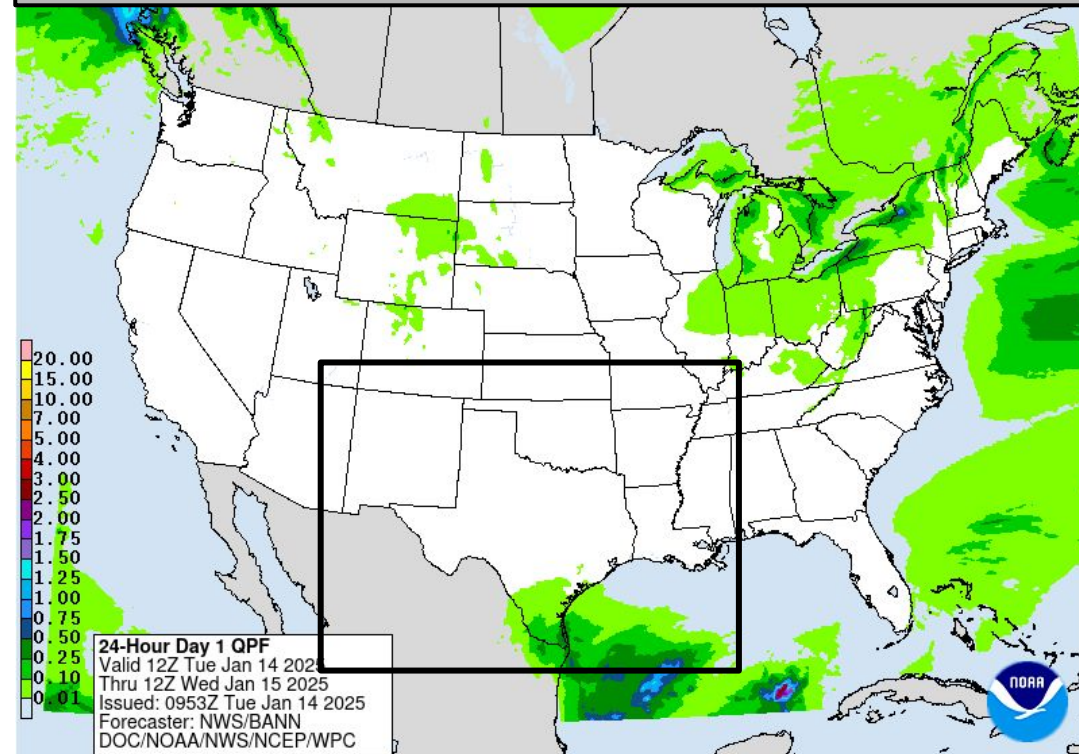 20.00
15.00
10.00
7.00
5.00
4.00
3.00
2.50
2.00
1.75
1.50
1.25
1.00
0.75
0.50
0.25
0.10
0.01
24-Hour Day 1 QPF
Valid 12Z Tue Jan 14 2025
Thru 12Z Wed Jan 15 2025
Issued: 0953Z Tue Jan 14 2025
Forecaster: NWS/BANN
DOC/NOAA/NWS/NCEP/WPC
NOAA